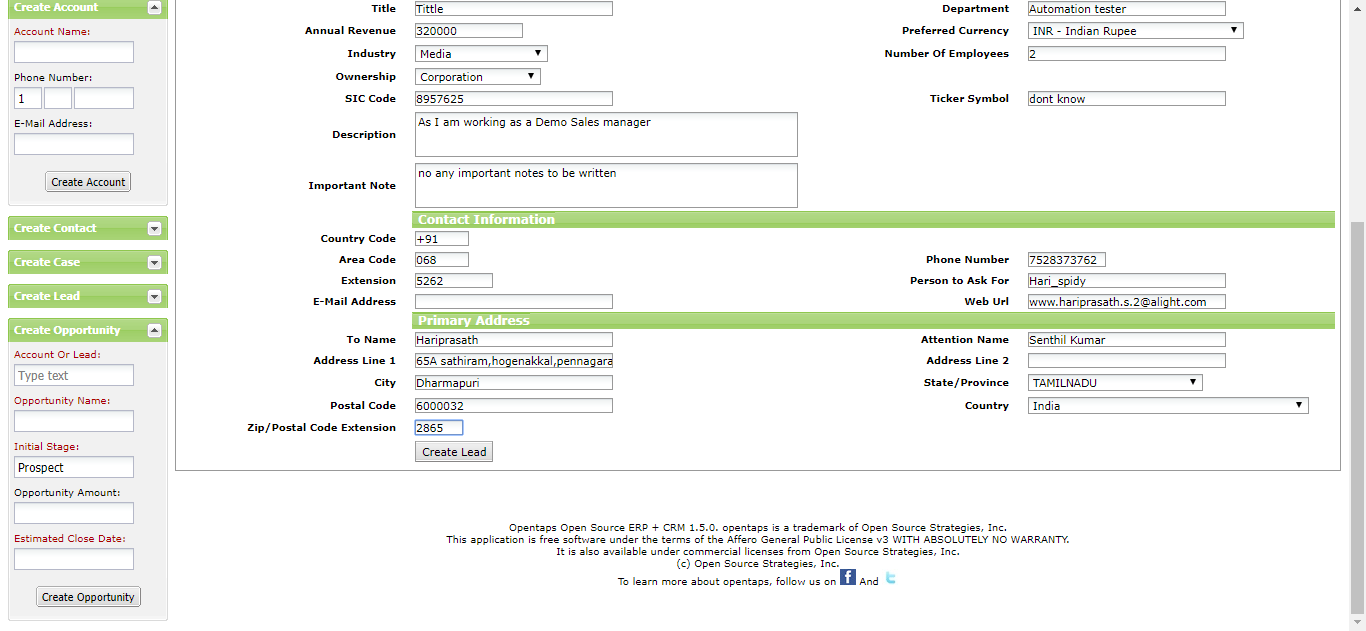 Create Account
Account Name:
Phone Number:
1
E-Mail Address:
Create Account
Create Contact
Create Case
Create Lead
Create Opportunity
Account Or Lead:
Type text
Opportunity Name:
Initial Stage:
Prospect
Opportunity Amount:
Estimated Close Date:
Create Opportunity
Title Tittle Department Automation tester
Annual Revenue 320000 Preferred Currency INR - Indian Rupee
Industry Media Number Of Employees 2
Ownership Corporation
SIC Code 8957625 Ticker Symbol dont know
Description As I am working as a Demo Sales manager
Important Note no any important notes to be written
Contact Information
Country Code +91
Area Code 068 Phone Number 7528373762
Extension 5262 Person to Ask For Hari_spidy
E-Mail Address Web Url www.hariprasath.s.2@alight.com
Primary Address
To Name Hariprasath Attention Name Senthil Kumar
Address Line 1 65A sathiram,hogenakkal,pennagara Address Line 2
City Dharmapuri State/Province TAMILNADU
Postal Code 6000032 Country India
Zip/Postal Code Extension 2865
Create Lead
Opentaps Open Source ERP + CRM 1.5.0. opentaps is a trademark of Open Source Strategies, Inc.
This application is free software under the terms of the Affero General Public License v3 WITH ABSOLUTELY NO WARRANTY.
It is also available under commercial licenses from Open Source Strategies, Inc.
(c) Open Source Strategies, Inc.
To learn more about opentaps, follow us on f And t